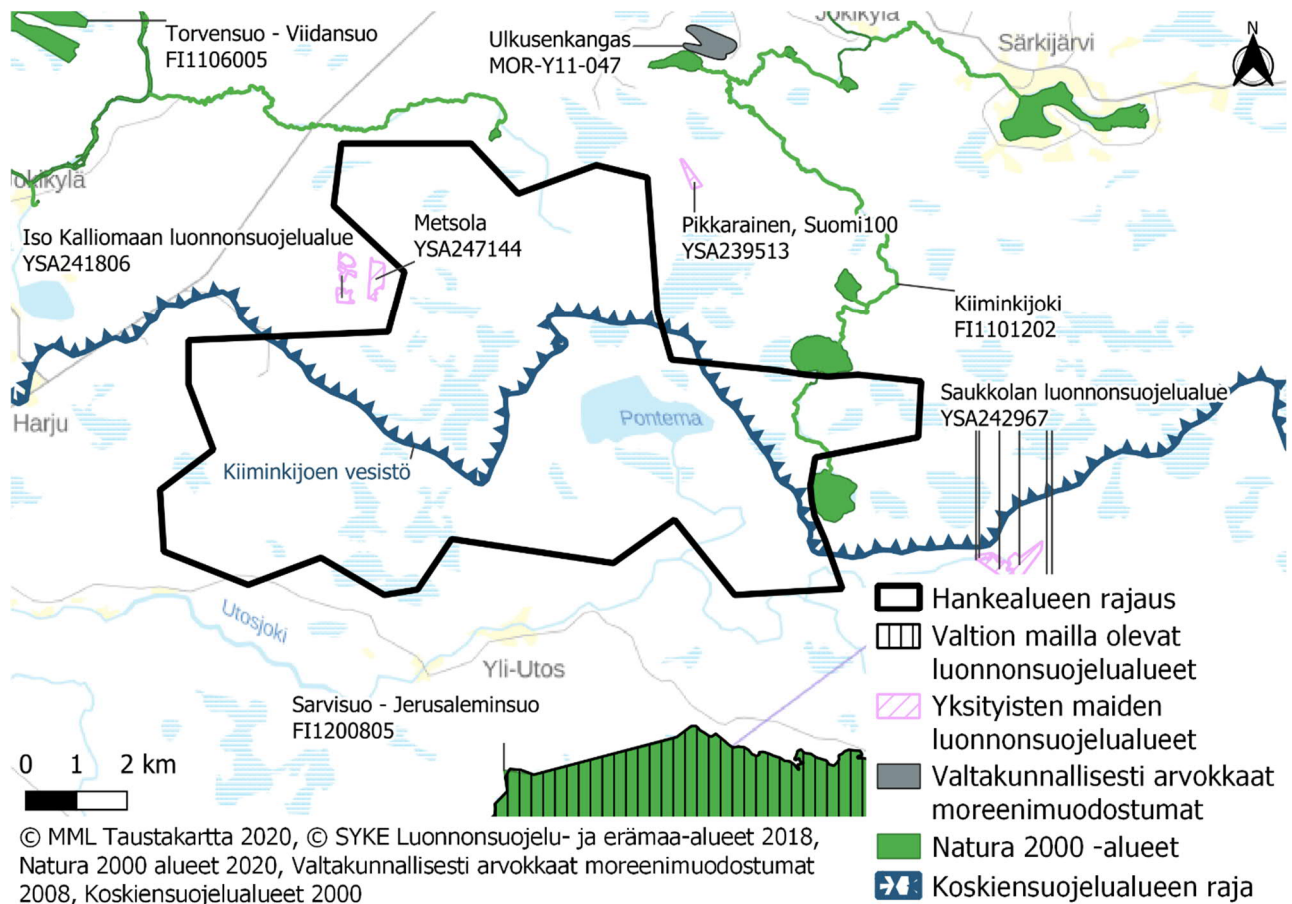 Torvensuo - Viidansuo
FI1106005
Ulkusenkangas
MOR-Y11-047
Jokikylä
Särkijärvi
N
Jokikylä
Iso Kalliomaan luonnonsuojelualue
YSA241806
Metsola
YSA247144
Pikkarainen, Suomi100
YSA239513
Kiiminkijoki
FI1101202
Saukkolan luonnonsuojelualue
YSA242967
Harju
Pontema
Kiiminkijoen vesistö
Utosjoki
Yli-Utos
Sarvisuo - Jerusaleminsuo
FI1200805
0 1 2 km
Hankealueen rajaus
Valtion mailla olevat
luonnonsuojelualueet
Yksityisten maiden
luonnonsuojelualueet
Valtakunnallisesti arvokkaat
moreenimuodostumat
Natura 2000 -alueet
Koskiensuojelualueen raja
© MML Taustakartta 2020, © SYKE Luonnonsuojelu- ja erämaa-alueet 2018,
Natura 2000 alueet 2020, Valtakunnallisesti arvokkaat moreenimuodostumat
2008, Koskiensuojelualueet 2000